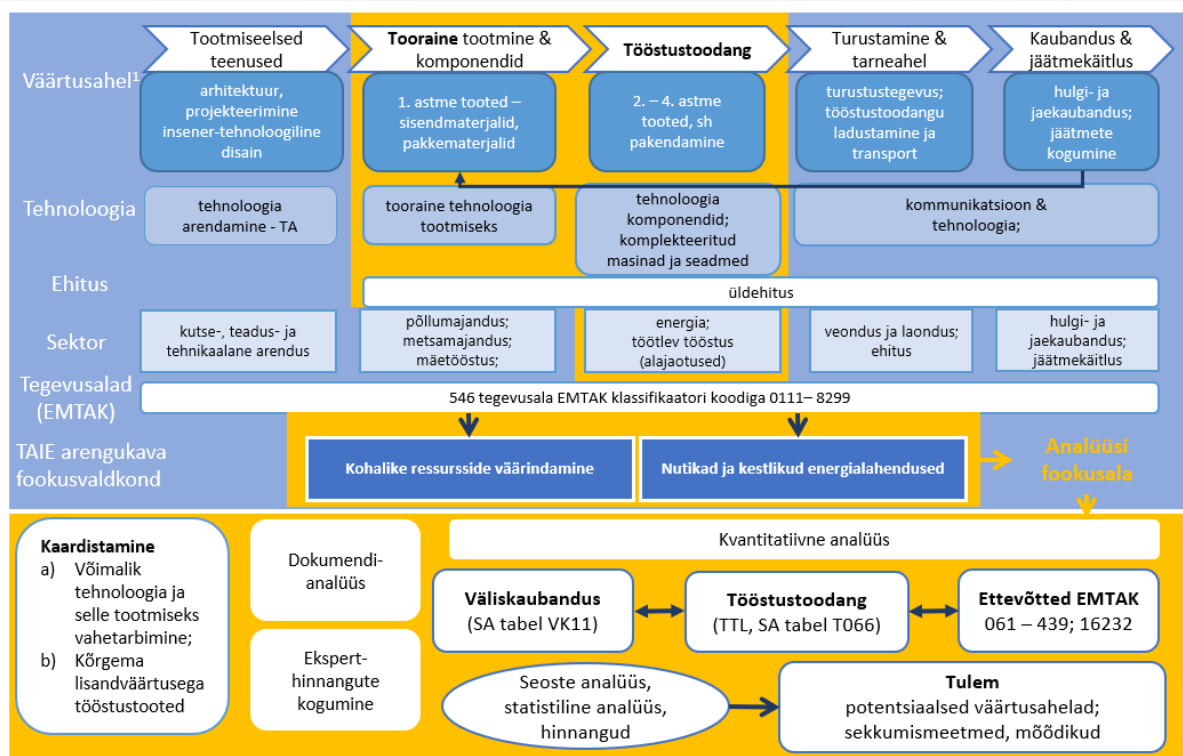 Väärtusahel¹
Tootmiseelsed
teenused
Tooraine tootmine &
komponendid
Tööstustoodang
Turustamine &
tarneahel
Kaubandus &
jäätmekäitlus
arhitektuur,
projekteerimine
insener-tehnoloogiline
disain
1. astme tooted –
sisendmaterjalid,
pakkematerjalid
2. – 4. astme
tooted, sh
pakendamine
turustustegevus;
tööstustoodangu
ladustamine ja
transport
hulgi- ja
jaekaubandus;
jäätmete
kogumine
Tehnoloogia
tehnoloogia
arendamine - TA
tooraine tehnoloogia
tootmiseks
tehnoloogia
komponendid;
komplekteeritud
masinad ja seadmed
kommunikatsioon &
tehnoloogia;
Ehitus
üldehitus
Sektor
kutse-, teadus- ja
tehnikaalane arendus
põllumajandus;
metsamajandus;
mäetööstus;
energia;
töötlev tööstus
(alajaotused)
veondus ja laondus;
ehitus
hulgi- ja
jaekaubandus;
jäätmekäitlus
Tegevusalad
(EMTAK)
546 tegevusala EMTAK klassifikaatori koodiga 0111– 8299
TAIE arengukava
fookusvaldkond
Kohalike ressursside väärindamine
Nutikad ja kestlikud energialahendused
Analüüsi
fookusala
Kaardistamine
a) Võimalik
tehnoloogia ja
selle tootmiseks
vahetarbimine;
b) Kõrgema
lisandväärtusega
tööstustooted
Dokumendi-
analüüs
Ekspert-
hinnangute
kogumine
Kvantitatiivne analüüs
Väliskaubandus
(SA tabel VK11)
Tööstustoodang
(TTL, SA tabel T066)
Ettevõtted EMTAK
061 – 439; 16232
Seoste analüüs,
statistiline analüüs,
hinnangud
Tulem
potentsiaalsed väärtusahelad;
sekkumismeetmed, mõõdikud